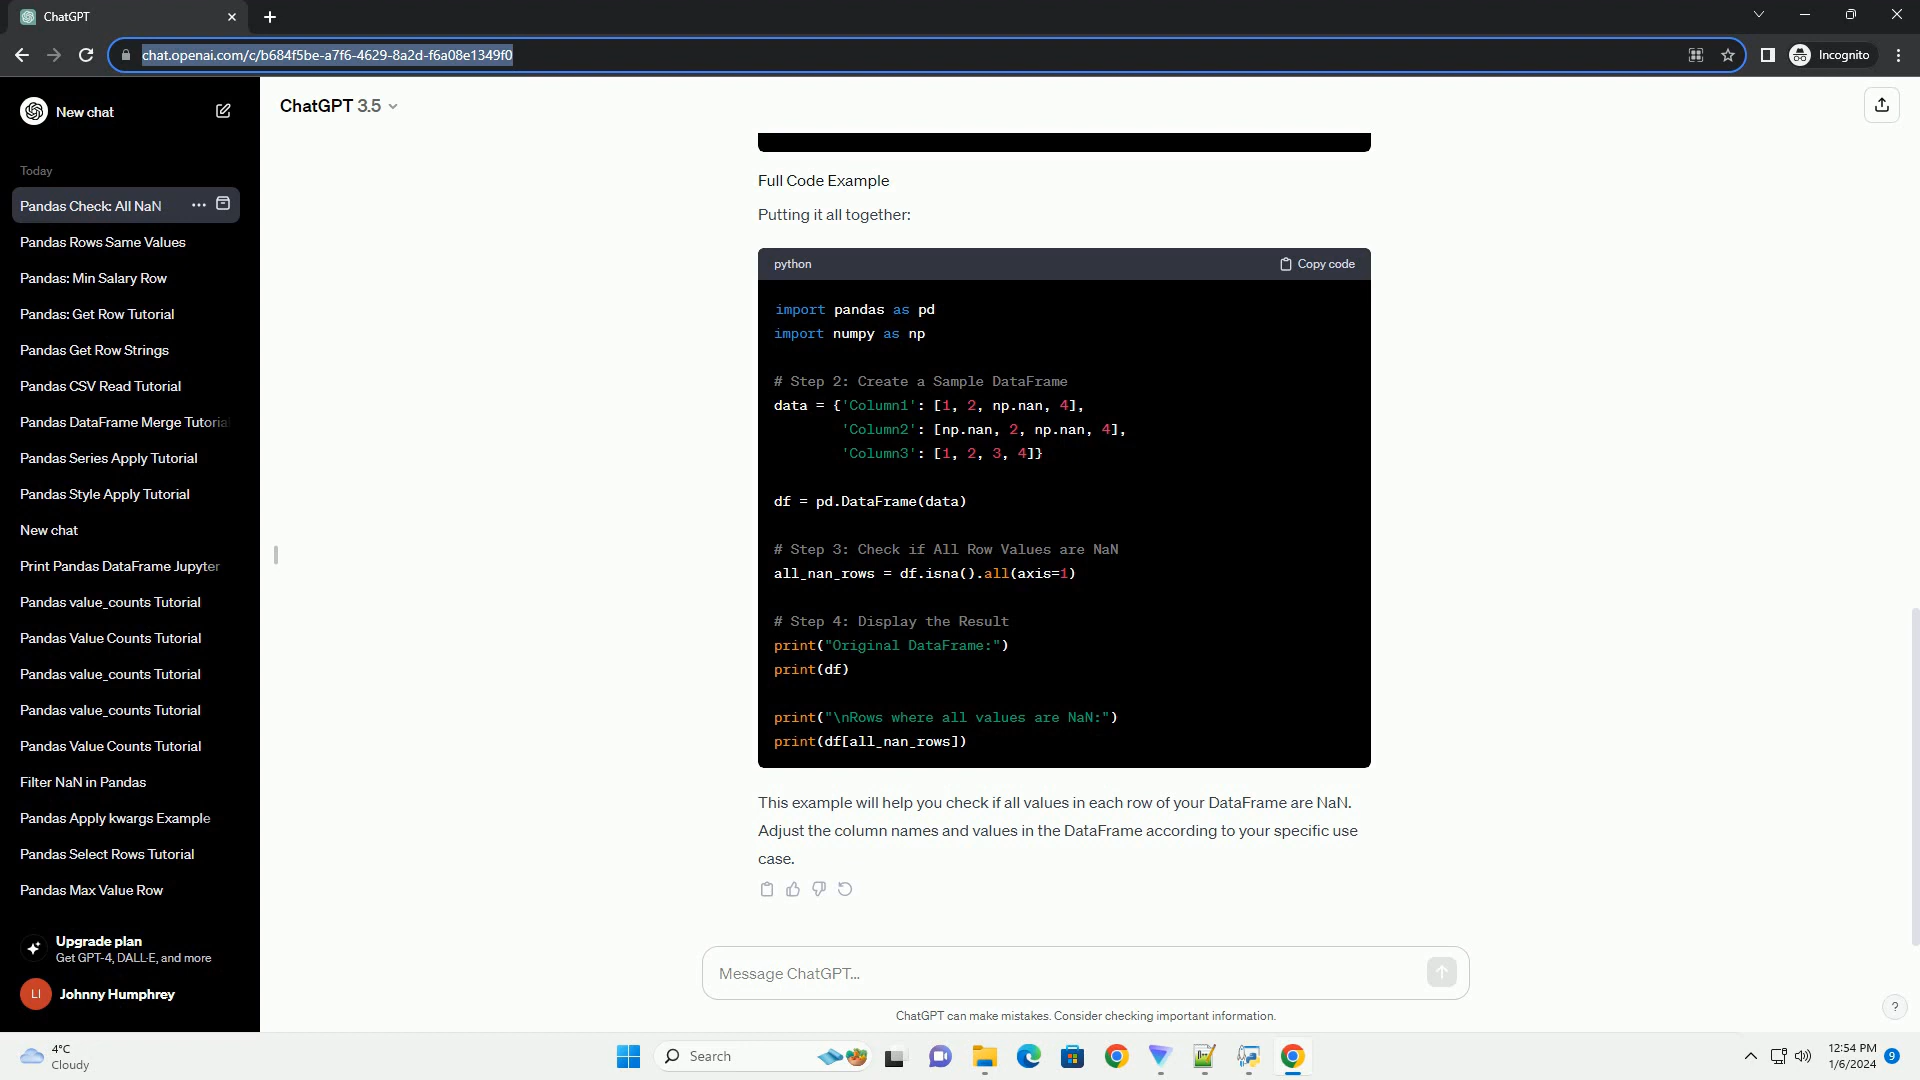 ChatGPT
chat.openai.com/c/b684f5be-a7f6-4629-8a2d-f6a08e1349f0
Incognito
New chat
ChatGPT 3.5
Today
Pandas Check: All NaN
Pandas Rows Same Values
Pandas: Min Salary Row
Pandas: Get Row Tutorial
Pandas Get Row Strings
Pandas CSV Read Tutorial
Pandas DataFrame Merge Tutorial
Pandas Series Apply Tutorial
Pandas Style Apply Tutorial
New chat
Print Pandas DataFrame Jupyter
Pandas value_counts Tutorial
Pandas Value Counts Tutorial
Pandas value_counts Tutorial
Pandas value_counts Tutorial
Pandas Value Counts Tutorial
Filter NaN in Pandas
Pandas Apply kwargs Example
Pandas Select Rows Tutorial
Pandas Max Value Row
Upgrade plan
Get GPT-4, DALL·E, and more
LI
Johnny Humphrey
Full Code Example
Putting it all together:
python
Copy code
import pandas as pd
import numpy as np
# Step 2: Create a Sample DataFrame
data = {'Column1': [1, 2, np.nan, 4],
'Column2': [np.nan, 2, np.nan, 4],
'Column3': [1, 2, 3, 4]}
df = pd.DataFrame(data)
# Step 3: Check if All Row Values are NaN
all_nan_rows = df.isna().all(axis=1)
# Step 4: Display the Result
print("Original DataFrame:")
print(df)
print("\nRows where all values are NaN:")
print(df[all_nan_rows])
This example will help you check if all values in each row of your DataFrame are NaN.
Adjust the column names and values in the DataFrame according to your specific use
case.
Message ChatGPT...
ChatGPT can make mistakes. Consider checking important information.
?
4°C
Cloudy
Search
12:54 PM
1/6/2024
9